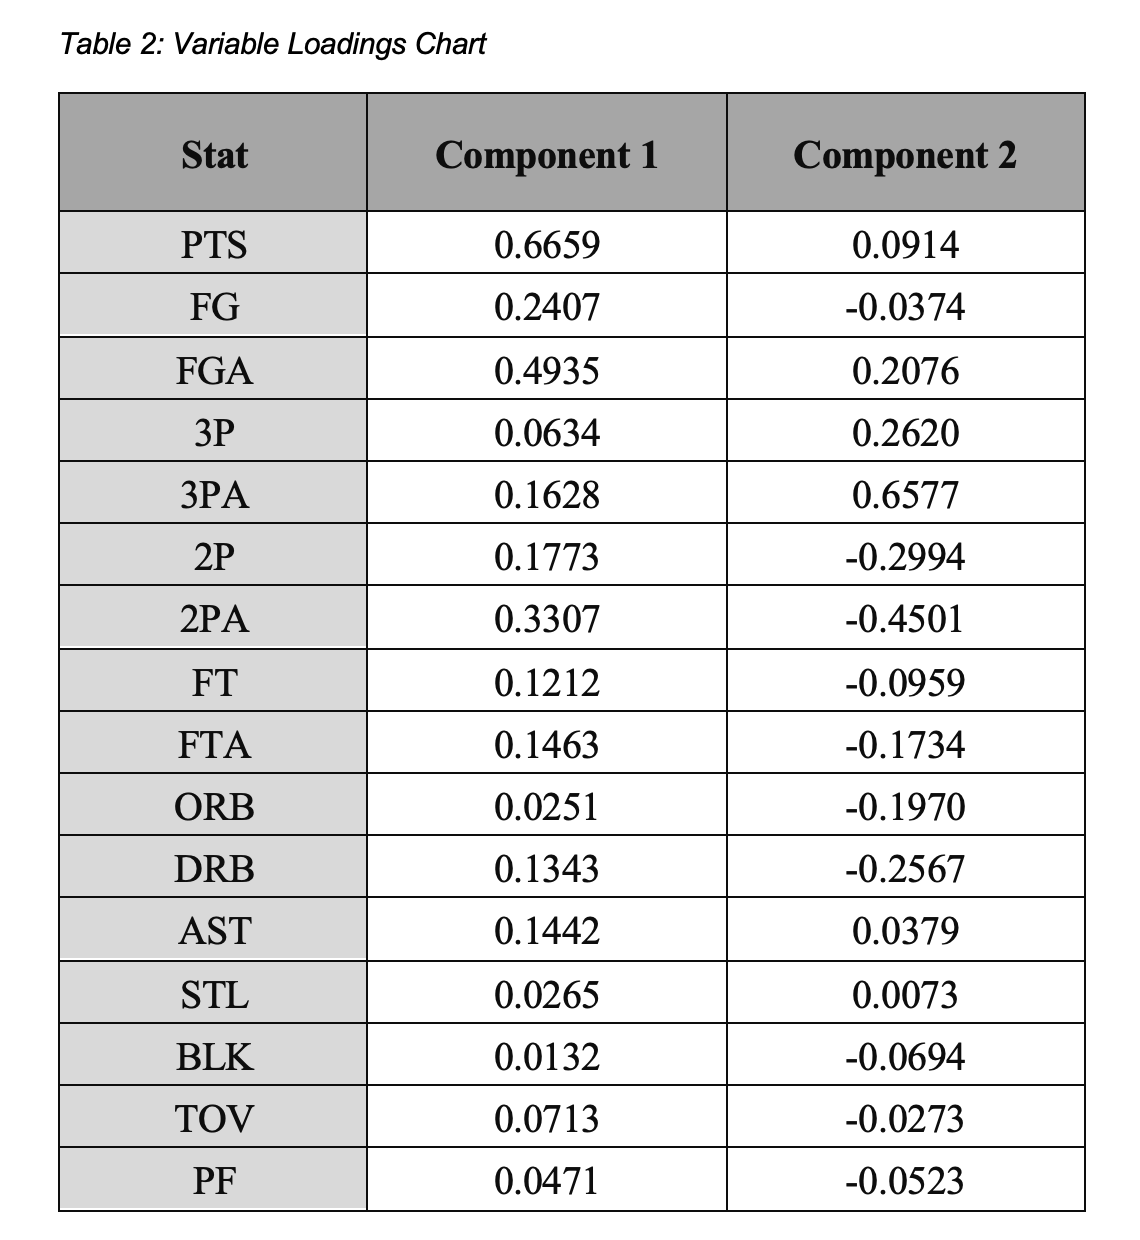 Table 2: Variable Loadings Chart
Stat Component 1 Component 2
PTS 0.6659 0.0914
FG 0.2407 -0.0374
FGA 0.4935 0.2076
3P 0.0634 0.2620
3PA 0.1628 0.6577
2P 0.1773 -0.2994
2PA 0.3307 -0.4501
FT 0.1212 -0.0959
FTA 0.1463 -0.1734
ORB 0.0251 -0.1970
DRB 0.1343 -0.2567
AST 0.1442 0.0379
STL 0.0265 0.0073
BLK 0.0132 -0.0694
TOV 0.0713 -0.0273
PF 0.0471 -0.0523